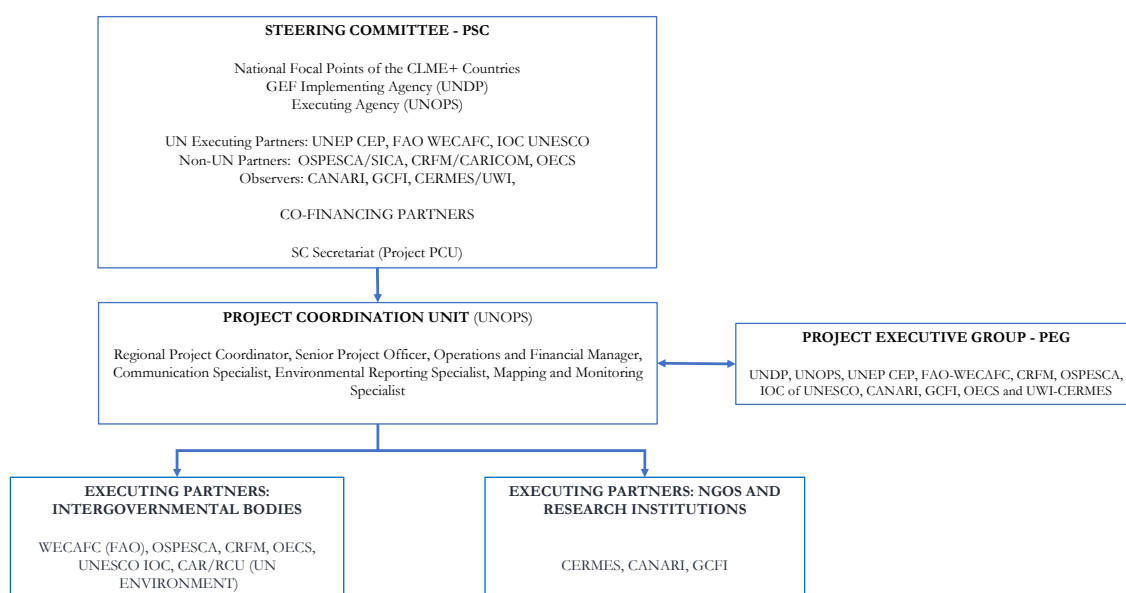 STEERING COMMITTEE - PSC
National Focal Points of the CLME+ Countries
GEF Implementing Agency (UNDP)
Executing Agency (UNOPS)
UN Executing Partners: UNEP CEP, FAO WECAFC, IOC UNESCO
Non-UN Partners:  OSPESCA/SICA, CRFM/CARICOM, OECS
Observers: CANARI, GCFI, CERMES/UWI,
CO-FINANCING PARTNERS
SC Secretariat (Project PCU)
PROJECT COORDINATION UNIT (UNOPS)
Regional Project Coordinator, Senior Project Officer, Operations and Financial Manager,
Communication Specialist, Environmental Reporting Specialist, Mapping and Monitoring
Specialist
PROJECT EXECUTIVE GROUP - PEG
UNDP, UNOPS, UNEP CEP, FAO-WECAFC, CRFM, OSPESCA,
IOC of UNESCO, CANARI, GCFI, OECS and UWI-CERMES
EXECUTING PARTNERS:
INTERGOVERNMENTAL BODIES
WECAFC (FAO), OSPESCA, CRFM, OECS,
UNESCO IOC, CAR/RCU (UN
ENVIRONMENT)
EXECUTING PARTNERS: NGOS AND
RESEARCH INSTITUTIONS
CERMES, CANARI, GCFI